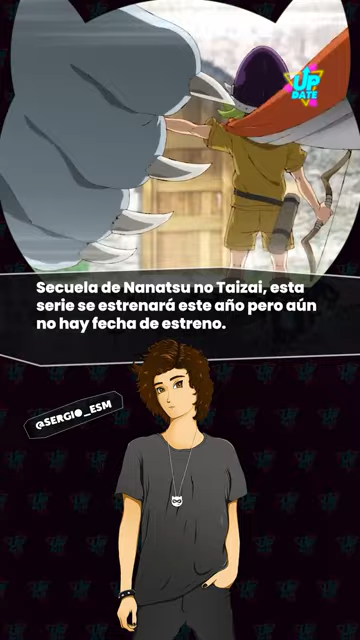 UP
DATE
Secuela de Nanatsu no Taizai, esta
serie se estrenará este año pero aún
no hay fecha de estreno.
@SERGIO_ESM